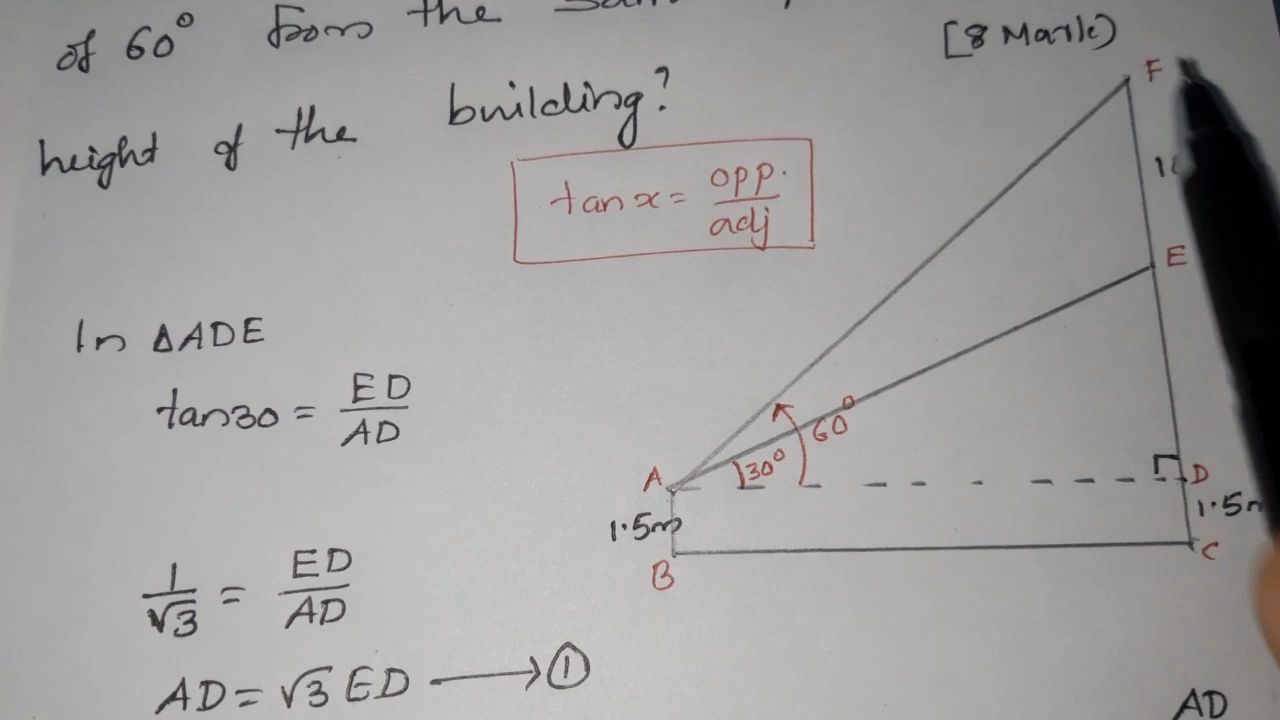 of 60° from the
[8 Mark)
height of the building?
tan x = opp. / adj
In ΔADE
tan30 = ED / AD
1 / √3 = ED / AD
AD = √3 ED → ①
F
E
60°
30°
A
D
1.5m
1.5m
B
C
AD